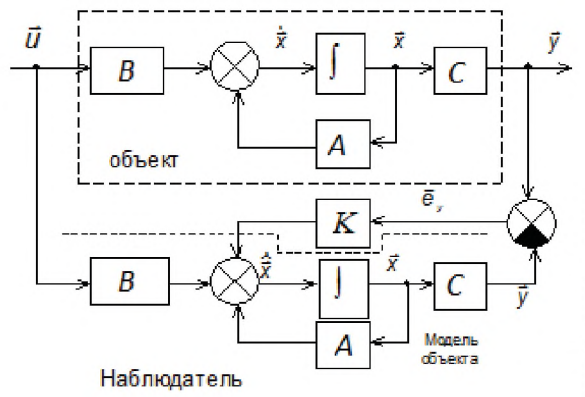 u⃗ ẋ⃗ x⃗ y⃗
B ∫ C
A
объект
e⃗y
K
ẋ̂ x̂
B ∫ C
ŷ
A
Модель
объекта
Наблюдатель